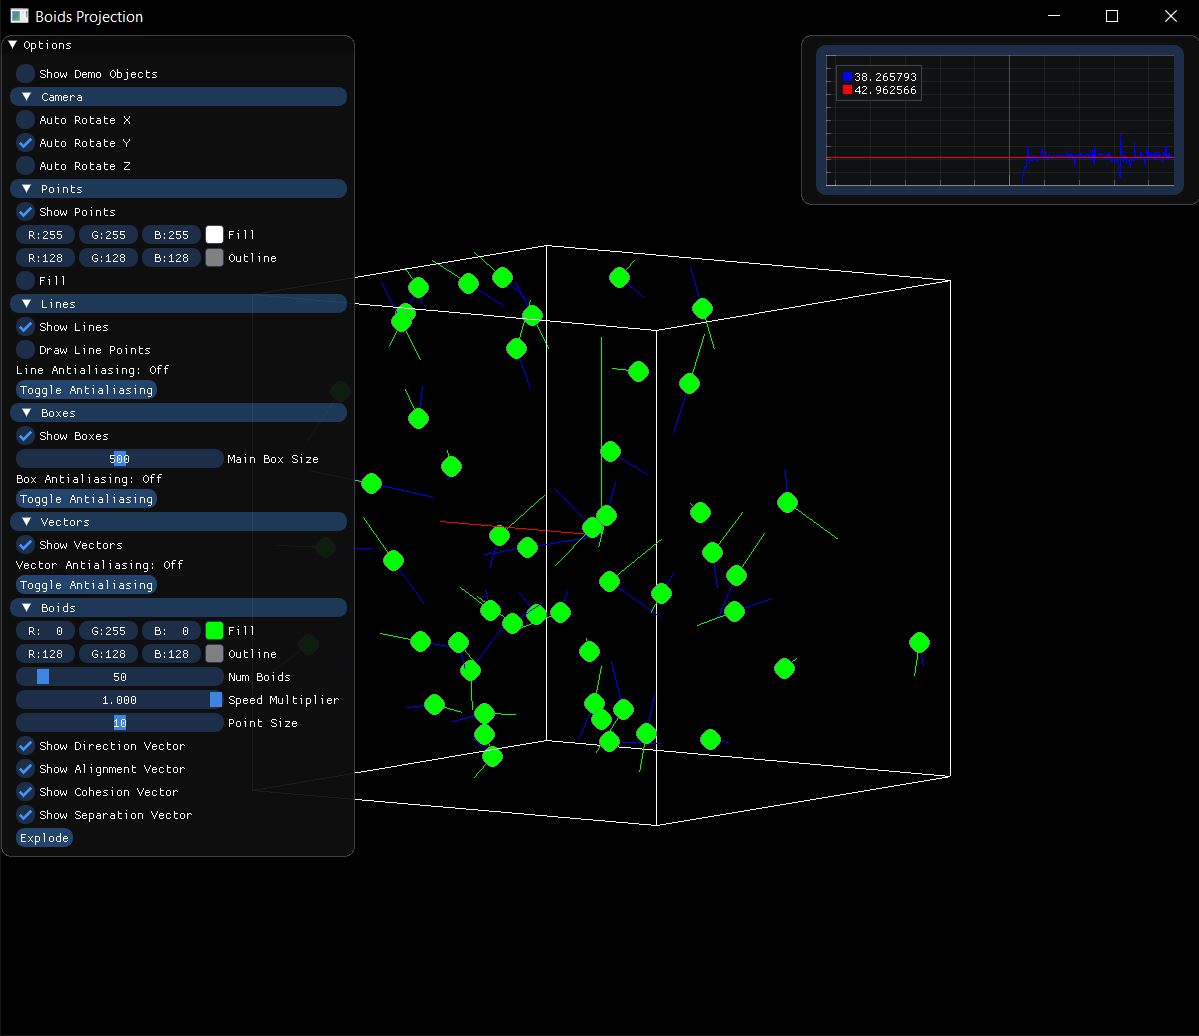 Boids Projection
Options
Show Demo Objects
Camera
Auto Rotate X
Auto Rotate Y
Auto Rotate Z
Points
Show Points
R:255 G:255 B:255 Fill
R:128 G:128 B:128 Outline
Fill
Lines
Show Lines
Draw Line Points
Line Antialiasing: Off
Toggle Antialiasing
Boxes
Show Boxes
500 Main Box Size
Box Antialiasing: Off
Toggle Antialiasing
Vectors
Show Vectors
Vector Antialiasing: Off
Toggle Antialiasing
Boids
R: 0 G:255 B: 0 Fill
R:128 G:128 B:128 Outline
50 Num Boids
1.000 Speed Multiplier
10 Point Size
Show Direction Vector
Show Alignment Vector
Show Cohesion Vector
Show Separation Vector
Explode
38.265793
42.962566